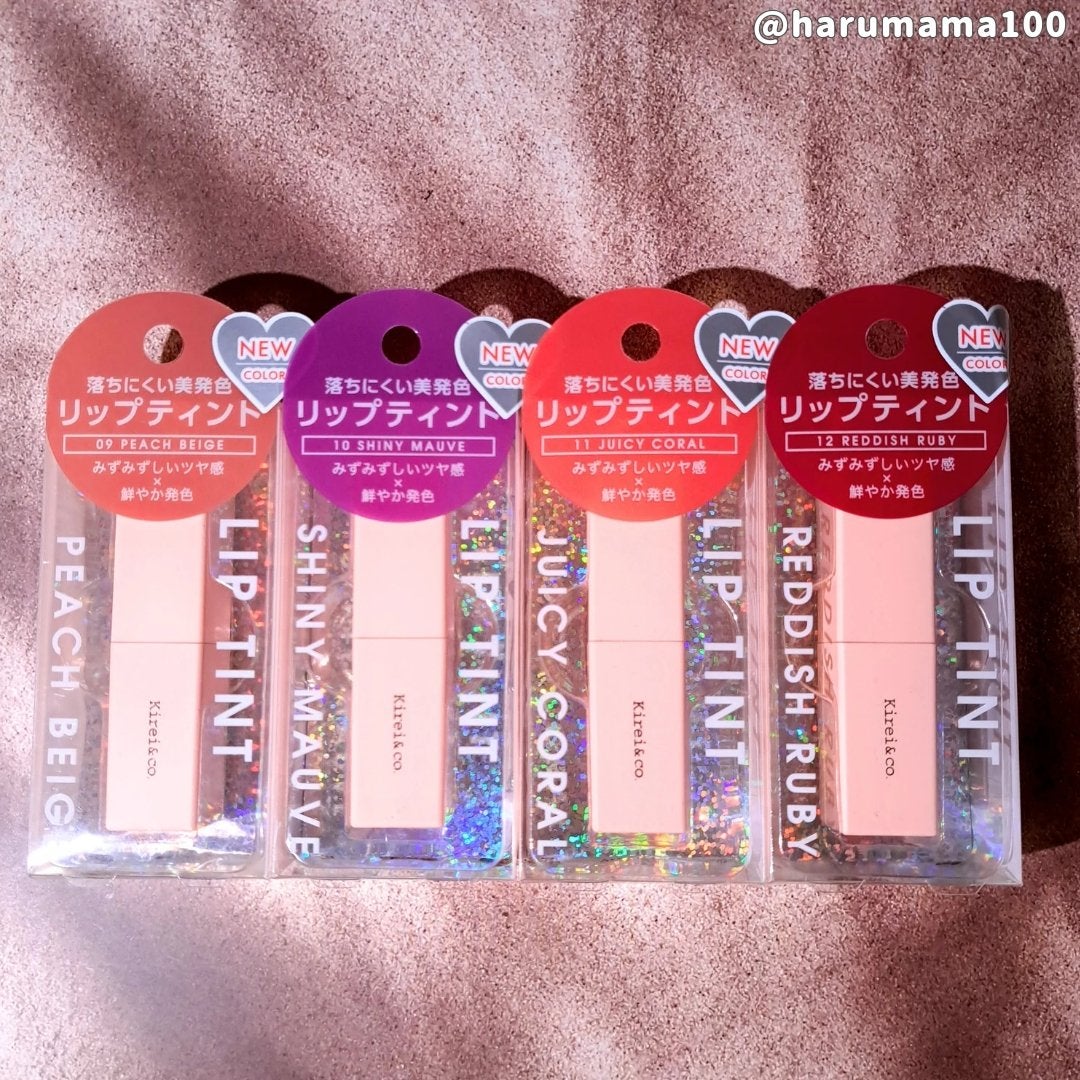 @harumama100
NEW
COLOR
落ちにくい美発色
リップティント
09 PEACH BEIGE
みずみずしいツヤ感
×
鮮やか発色
LIP TINT
PEACH BEIG
Kirei&co.
NEW
COLOR
落ちにくい美発色
リップティント
10 SHINY MAUVE
みずみずしいツヤ感
×
鮮やか発色
LIP TINT
SHINY MAUVE
Kirei&co.
NEW
COLOR
落ちにくい美発色
リップティント
11 JUICY CORAL
みずみずしいツヤ感
×
鮮やか発色
LIP TINT
JUICY CORAL
Kirei&co.
NEW
COLOR
落ちにくい美発色
リップティント
12 REDDISH RUBY
みずみずしいツヤ感
×
鮮やか発色
LIP TINT
REDDISH RUBY
Kirei&co.